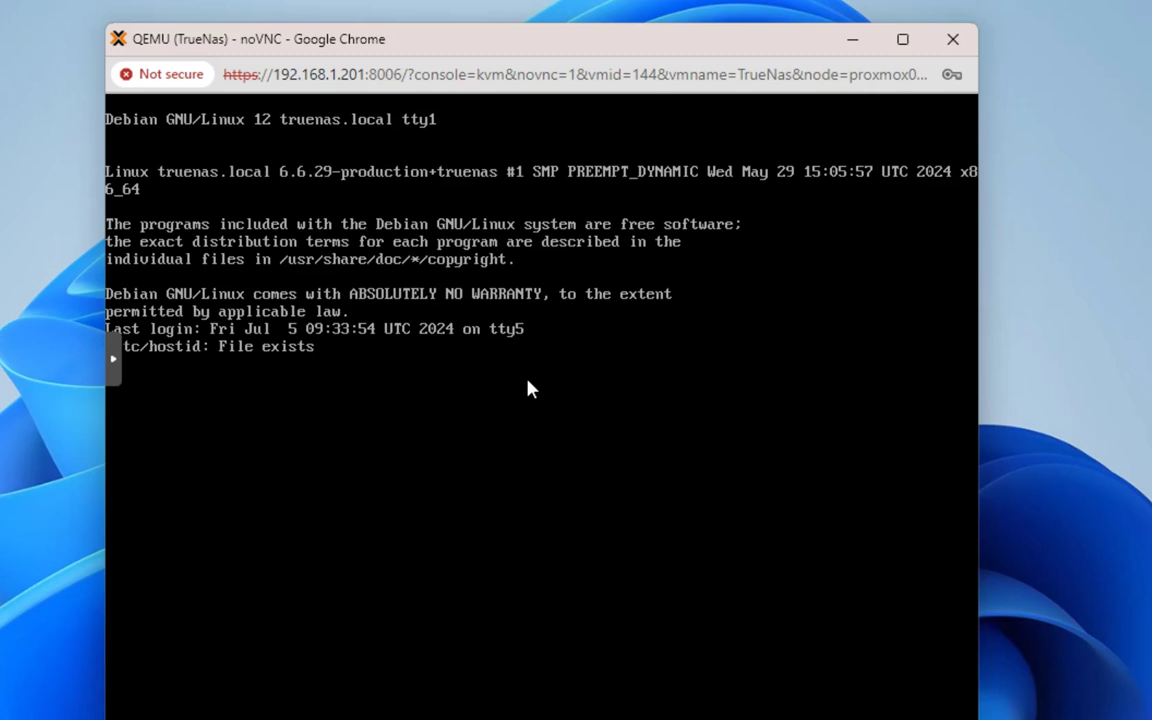 QEMU (TrueNas) - noVNC - Google Chrome
Not secure https://192.168.1.201:8006/?console=kvm&novnc=1&vmid=144&vmname=TrueNas&node=proxmox0...
Debian GNU/Linux 12 truenas.local tty1
Linux truenas.local 6.6.29-production+truenas #1 SMP PREEMPT_DYNAMIC Wed May 29 15:05:57 UTC 2024 x8
6_64
The programs included with the Debian GNU/Linux system are free software;
the exact distribution terms for each program are described in the
individual files in /usr/share/doc/*/copyright.
Debian GNU/Linux comes with ABSOLUTELY NO WARRANTY, to the extent
permitted by applicable law.
Last login: Fri Jul  5 09:33:54 UTC 2024 on tty5
tc/hostid: File exists